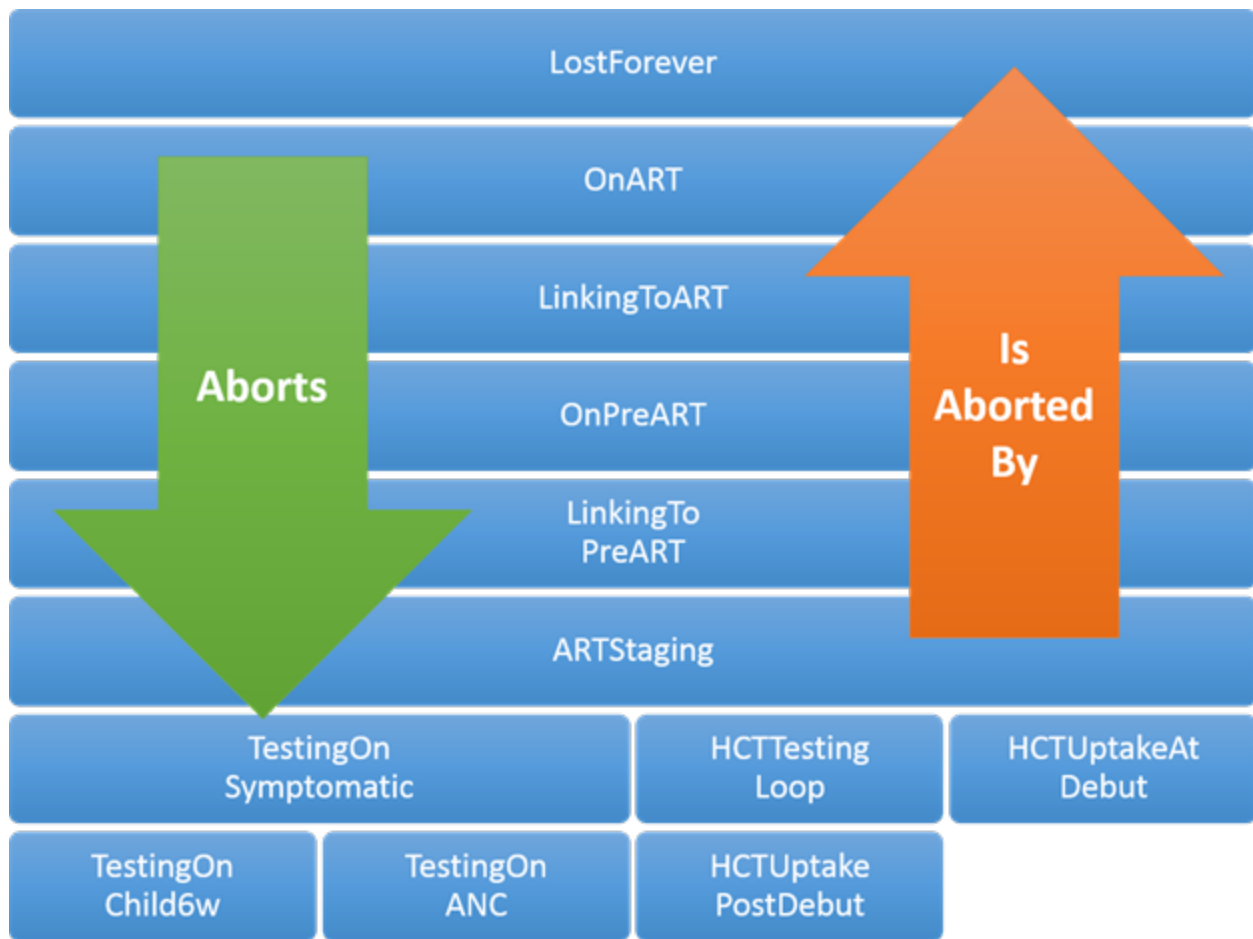 LostForever
OnART
LinkingToART
Aborts
Is
Aborted
By
OnPreART
LinkingTo
PreART
ARTStaging
TestingOn
Symptomatic
HCTTesting
Loop
HCTUptakeAt
Debut
TestingOn
Child6w
TestingOn
ANC
HCTUptake
PostDebut